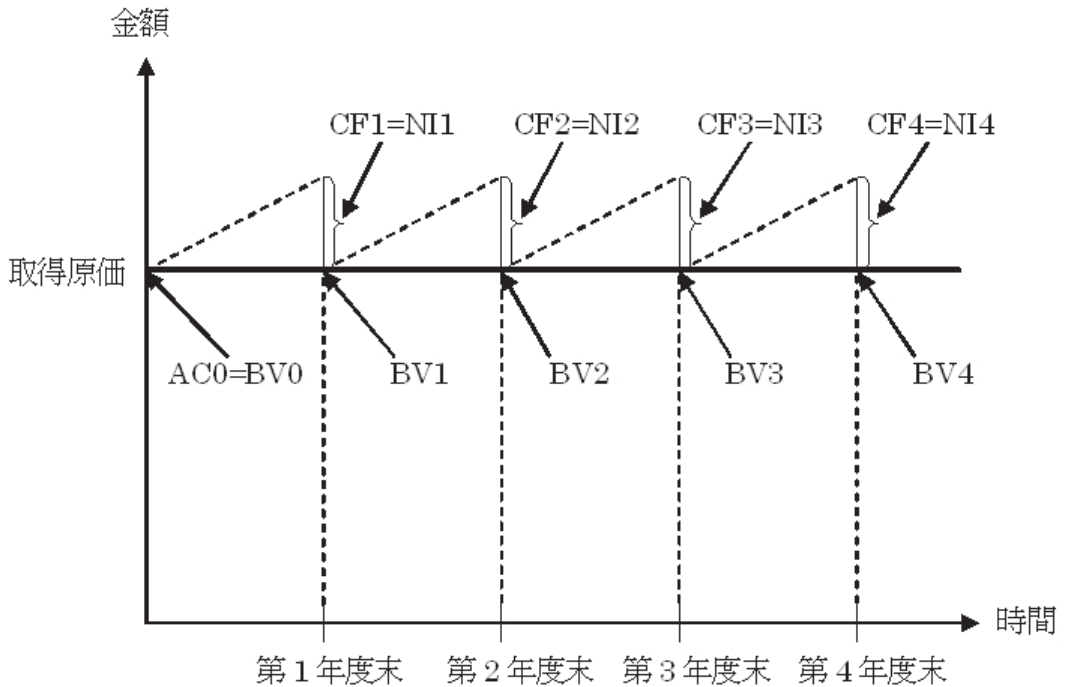 金額
CF1=NI1
CF2=NI2
CF3=NI3
CF4=NI4
取得原価
AC0=BV0
BV1
BV2
BV3
BV4
時間
第1年度末
第2年度末
第3年度末
第4年度末